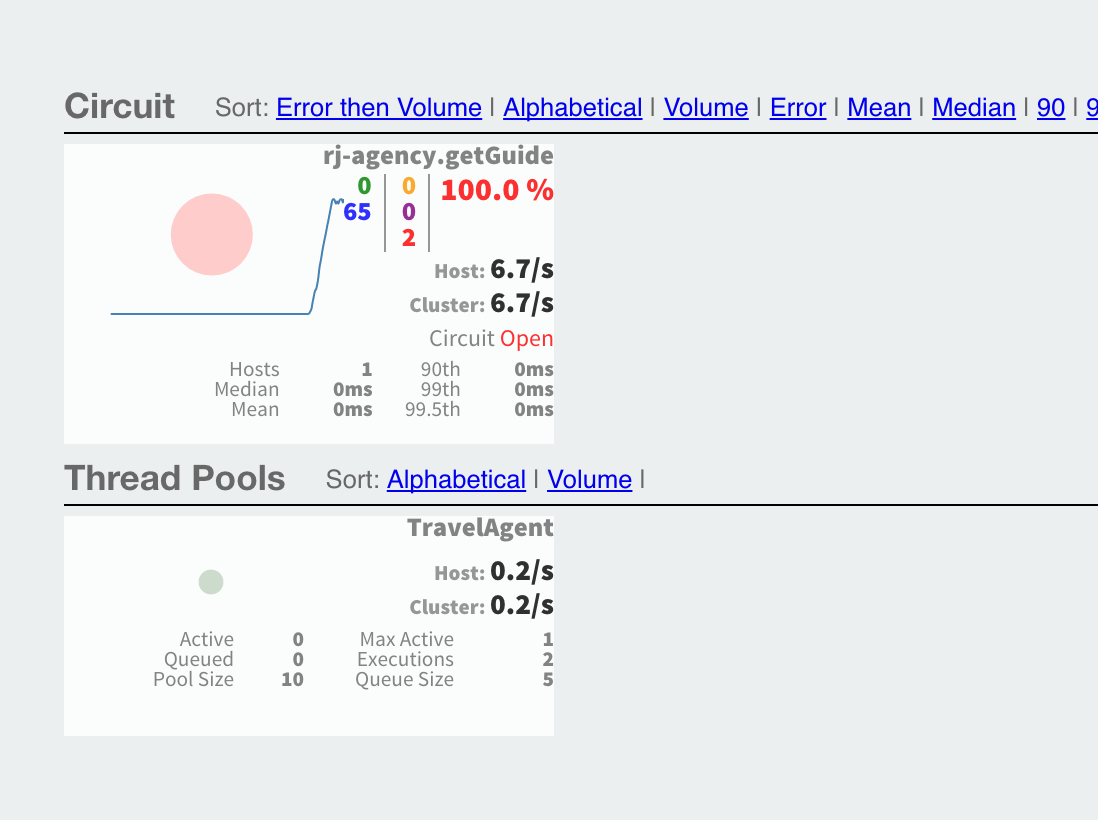 Circuit Sort: Error then Volume | Alphabetical | Volume | Error | Mean | Median | 90 | 9
rj-agency.getGuide
0 0 100.0 %
65 0
2
Host: 6.7/s
Cluster: 6.7/s
Circuit Open
Hosts 1 90th 0ms
Median 0ms 99th 0ms
Mean 0ms 99.5th 0ms
Thread Pools Sort: Alphabetical | Volume |
TravelAgent
Host: 0.2/s
Cluster: 0.2/s
Active 0 Max Active 1
Queued 0 Executions 2
Pool Size 10 Queue Size 5